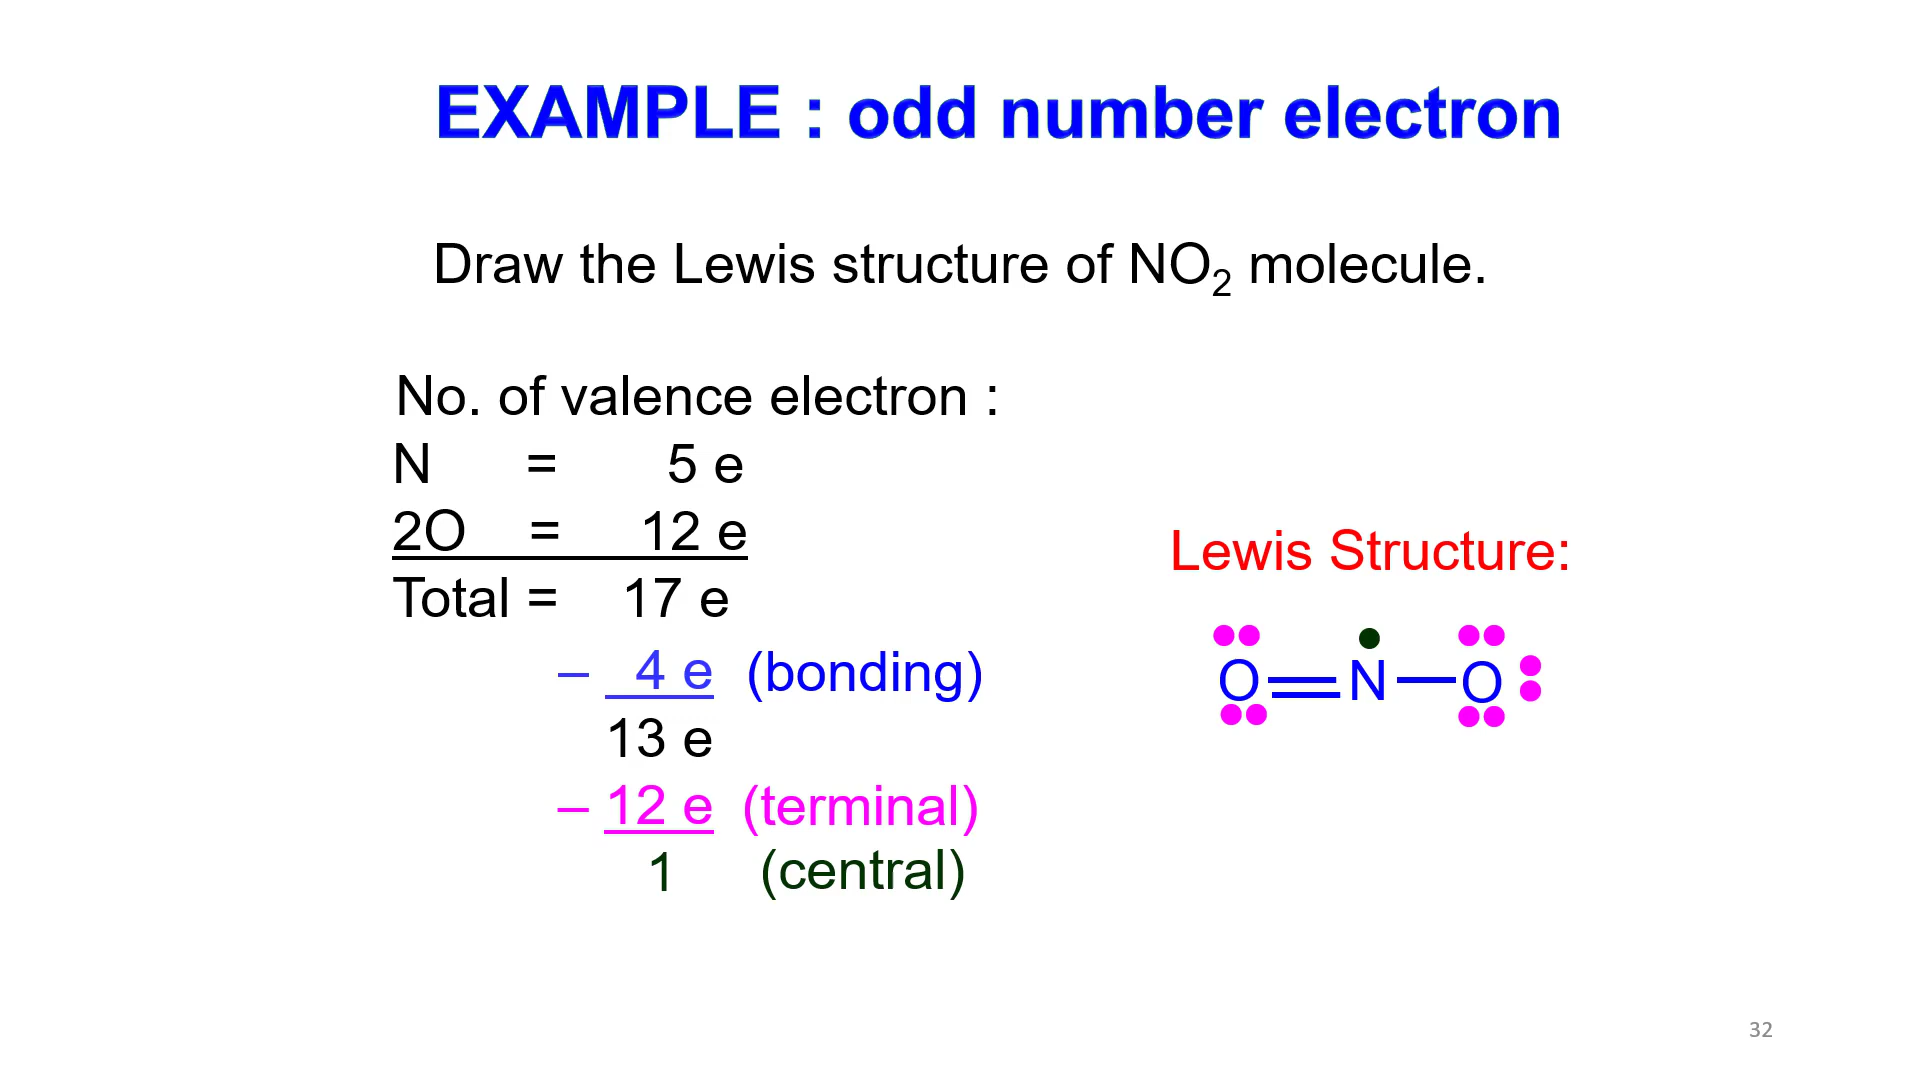 EXAMPLE : odd number electron
Draw the Lewis structure of NO₂ molecule.
No. of valence electron :
N = 5 e
2O = 12 e
Total = 17 e
– 4 e (bonding)
13 e
– 12 e (terminal)
1 (central)
Lewis Structure:
O N O
32